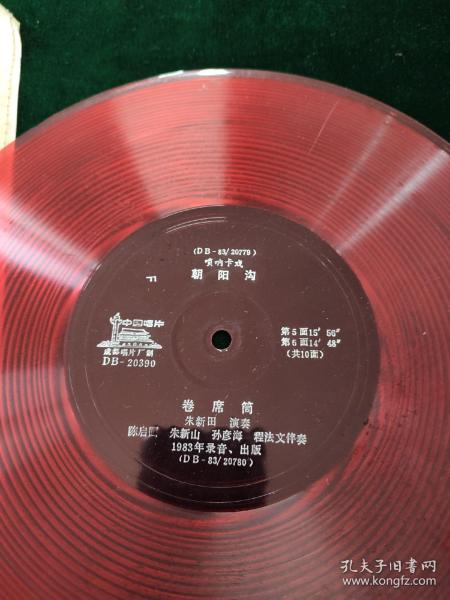 (DB-83/20779)
唢呐卡戏
朝阳沟
中国唱片
成都唱片厂制
DB-20390
第5面15′56″
第6面14′48″
(共10面)
卷席筒
朱新田 演奏
陈启 朱新山 孙彦海 程法文伴奏
1983年录音、出版
(DB-83/20780)
孔夫子旧书网
www.kongfz.com